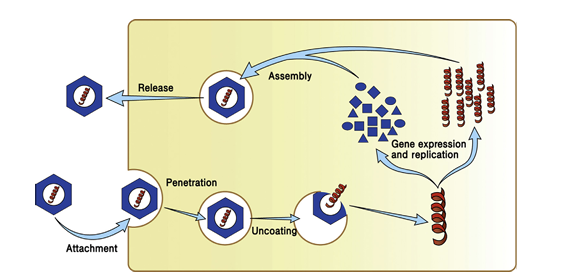 Assembly
Release
Gene expression
and replication
Penetration
Uncoating
Attachment